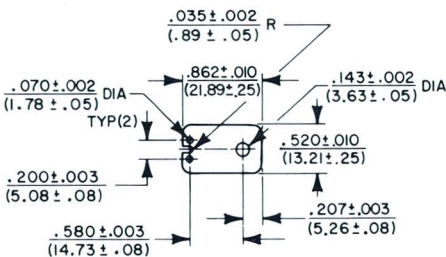 .035±.002 R
(.89 ± .05)
.862±.010
(21.89±.25)
.070±.002 DIA
(1.78 ± .05)
TYP(2)
.143±.002 DIA
(3.63± .05)
.520±.010
(13.21±.25)
.200±.003
(5.08±.08)
.207±.003
(5.26±.08)
.580±.003
(14.73±.08)